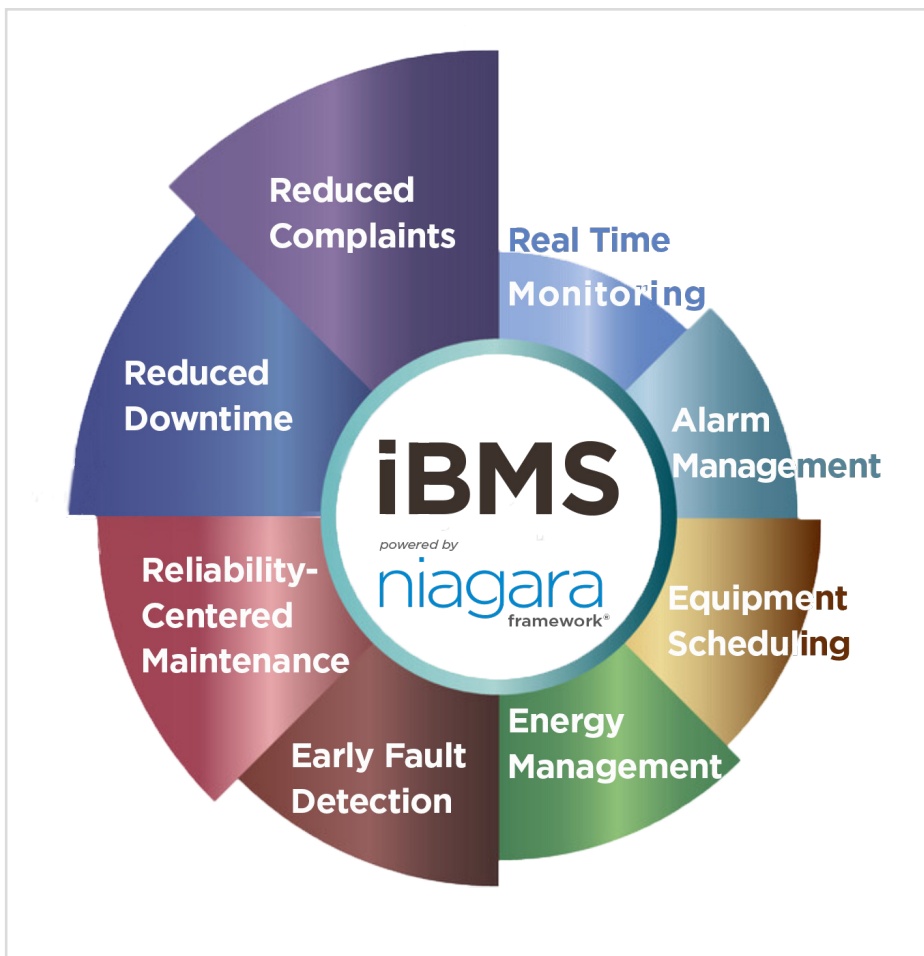 Reduced
Complaints
Real Time
Monitoring
Reduced
Downtime
Alarm
Management
iBMS
powered by
niagara
framework®
Reliability-
Centered
Maintenance
Equipment
Scheduling
Early Fault
Detection
Energy
Management